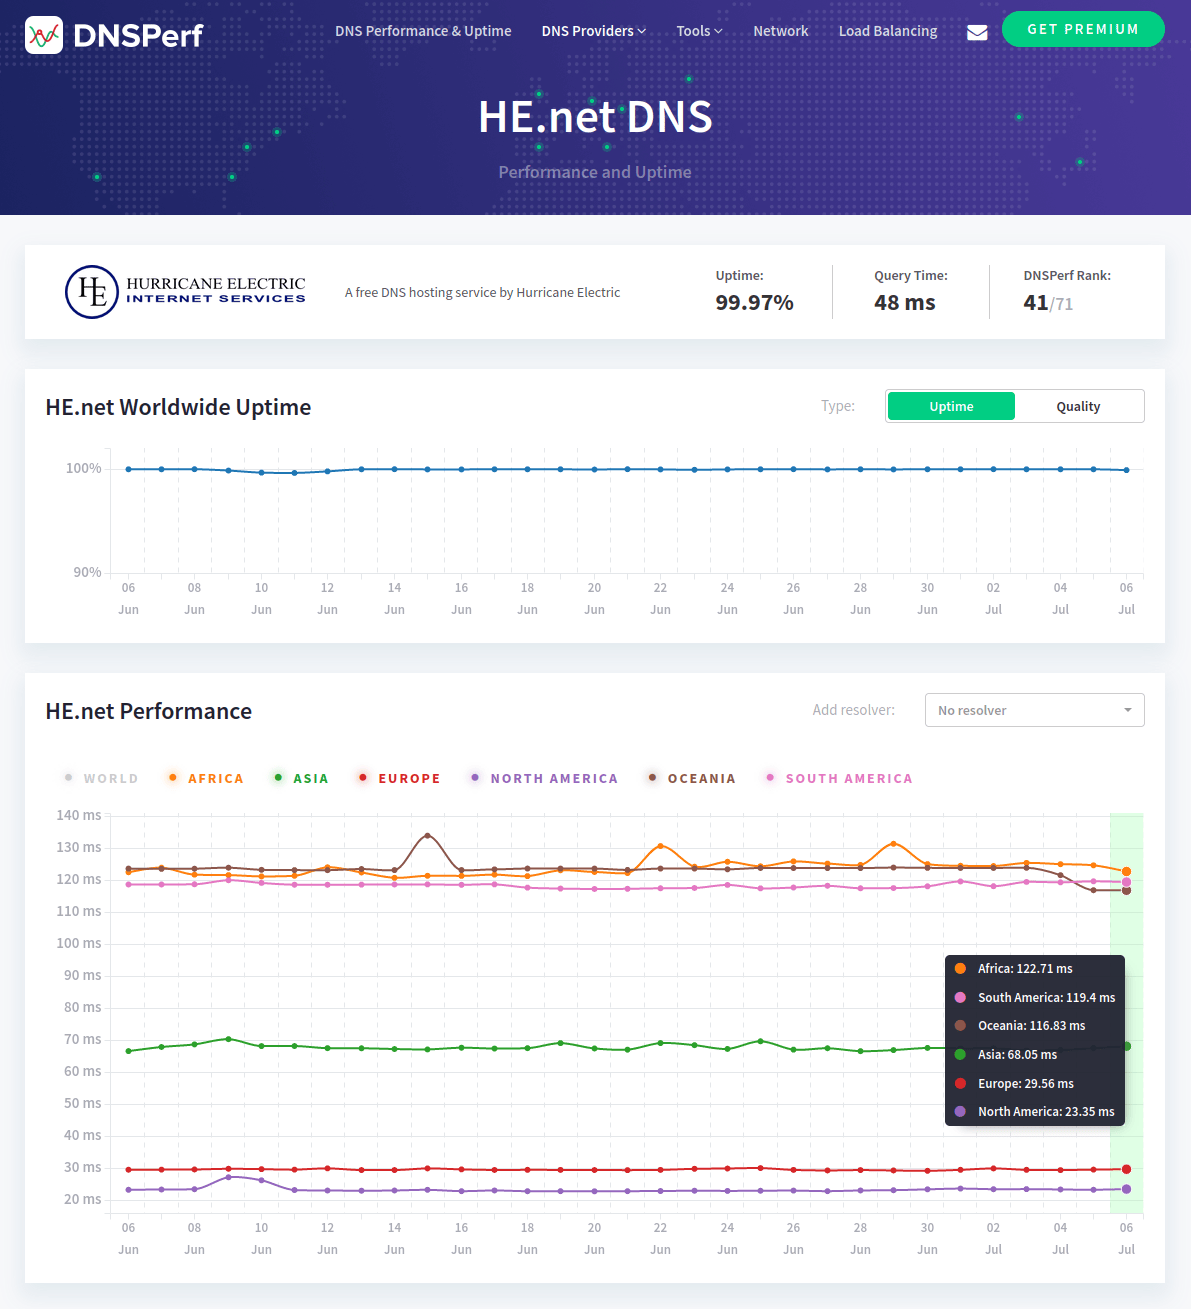 DNSPerf
DNS Performance & Uptime
DNS Providers
Tools
Network
Load Balancing
GET PREMIUM
HE.net DNS
Performance and Uptime
HE
HURRICANE ELECTRIC
INTERNET SERVICES
A free DNS hosting service by Hurricane Electric
Uptime:
99.97%
Query Time:
48 ms
DNSPerf Rank:
41/71
HE.net Worldwide Uptime
Type:
Uptime
Quality
100%
90%
06 Jun
08 Jun
10 Jun
12 Jun
14 Jun
16 Jun
18 Jun
20 Jun
22 Jun
24 Jun
26 Jun
28 Jun
30 Jun
02 Jul
04 Jul
06 Jul
HE.net Performance
Add resolver:
No resolver
WORLD
AFRICA
ASIA
EUROPE
NORTH AMERICA
OCEANIA
SOUTH AMERICA
140 ms
130 ms
120 ms
110 ms
100 ms
90 ms
80 ms
70 ms
60 ms
50 ms
40 ms
30 ms
20 ms
Africa: 122.71 ms
South America: 119.4 ms
Oceania: 116.83 ms
Asia: 68.05 ms
Europe: 29.56 ms
North America: 23.35 ms
06 Jun
08 Jun
10 Jun
12 Jun
14 Jun
16 Jun
18 Jun
20 Jun
22 Jun
24 Jun
26 Jun
28 Jun
30 Jun
02 Jul
04 Jul
06 Jul